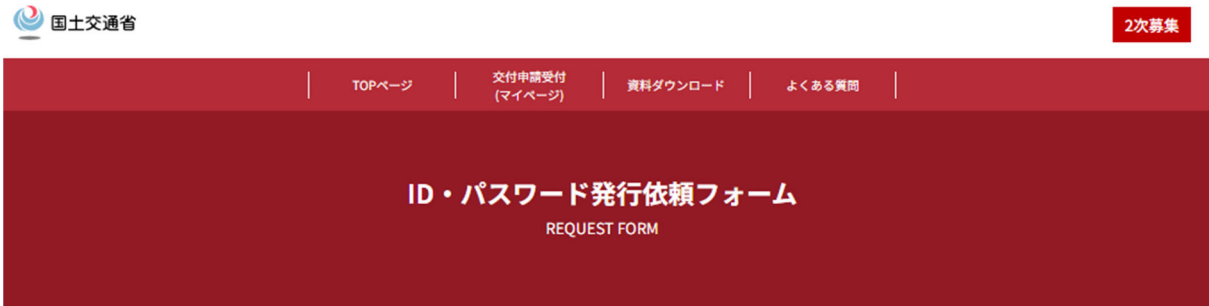 国土交通省
2次募集
TOPページ
交付申請受付
(マイページ)
資料ダウンロード
よくある質問
ID・パスワード発行依頼フォーム
REQUEST FORM